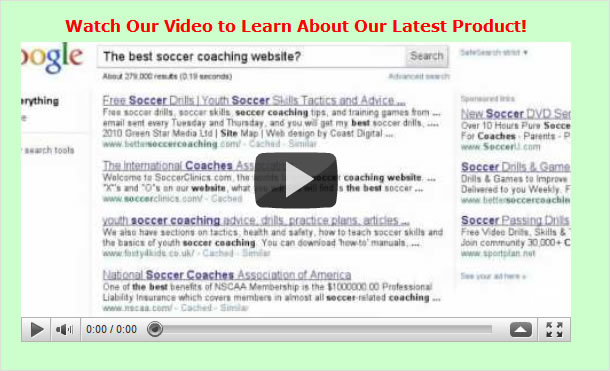 Watch Our Video to Learn About Our Latest Product!
oogle
The best soccer coaching website?
Search
SafeSearch strict ▼
About 279,000 results (0.19 seconds)
Advanced search
erything
e
search tools
Free Soccer Drills | Youth Soccer Skills Tactics and Advice ...
Free soccer drills, soccer skills, soccer coaching tips, and training games from ...
email sent every Tuesday and Thursday, and you will get my best soccer drills, ...
2010 Green Star Media Ltd | Site Map | Web design by Coast Digital ...
www.bettersoccercoaching.com/ - Cached - Similar
The International Coaches Associa
Welcome to SoccerClinics.com, the wor soccer coaching website. ...
"X"s and "O"s on our website, what you will find is the best soccer ...
www.soccerclinics.com/ - Cached
youth soccer coaching advice, drills, practice plans, articles ...
We also have sections on tactics, health and safety, how to teach soccer skills and
the basics of youth soccer coaching. You can download 'how-to' manuals, ...
www.footy4kids.co.uk/ - Cached - Similar
National Soccer Coaches Association of America
One of the best benefits of NSCAA Membership is the $1000000.00 Professional
Liability Insurance which covers members in almost all soccer-related coaching ...
www.nscaa.com/ - Cached - Similar
Sponsored links
New Soccer DVD Ser
Over 10 Hours Pure Soccer
For Coaches - Parents - P
www.SoccerU.com
Soccer Drills & Game
Drills & Games to Improve
Delivered to you Weekly. F
www.bettersoccercoaching
Soccer Passing Drills
Free Video Drills, Skills & T
Join community 30,000+ C
www.sportplan.net
See your ad here »
0:00 / 0:00